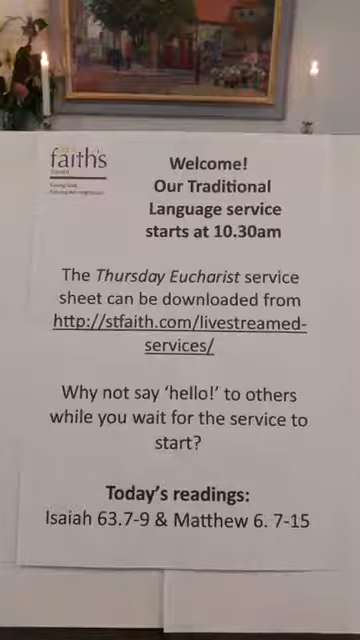 faith's
Welcome!
Our Traditional
Language service
starts at 10.30am
The Thursday Eucharist service
sheet can be downloaded from
http://stfaith.com/livestreamed-
services/
Why not say 'hello!' to others
while you wait for the service to
start?
Today's readings:
Isaiah 63.7-9 & Matthew 6. 7-15